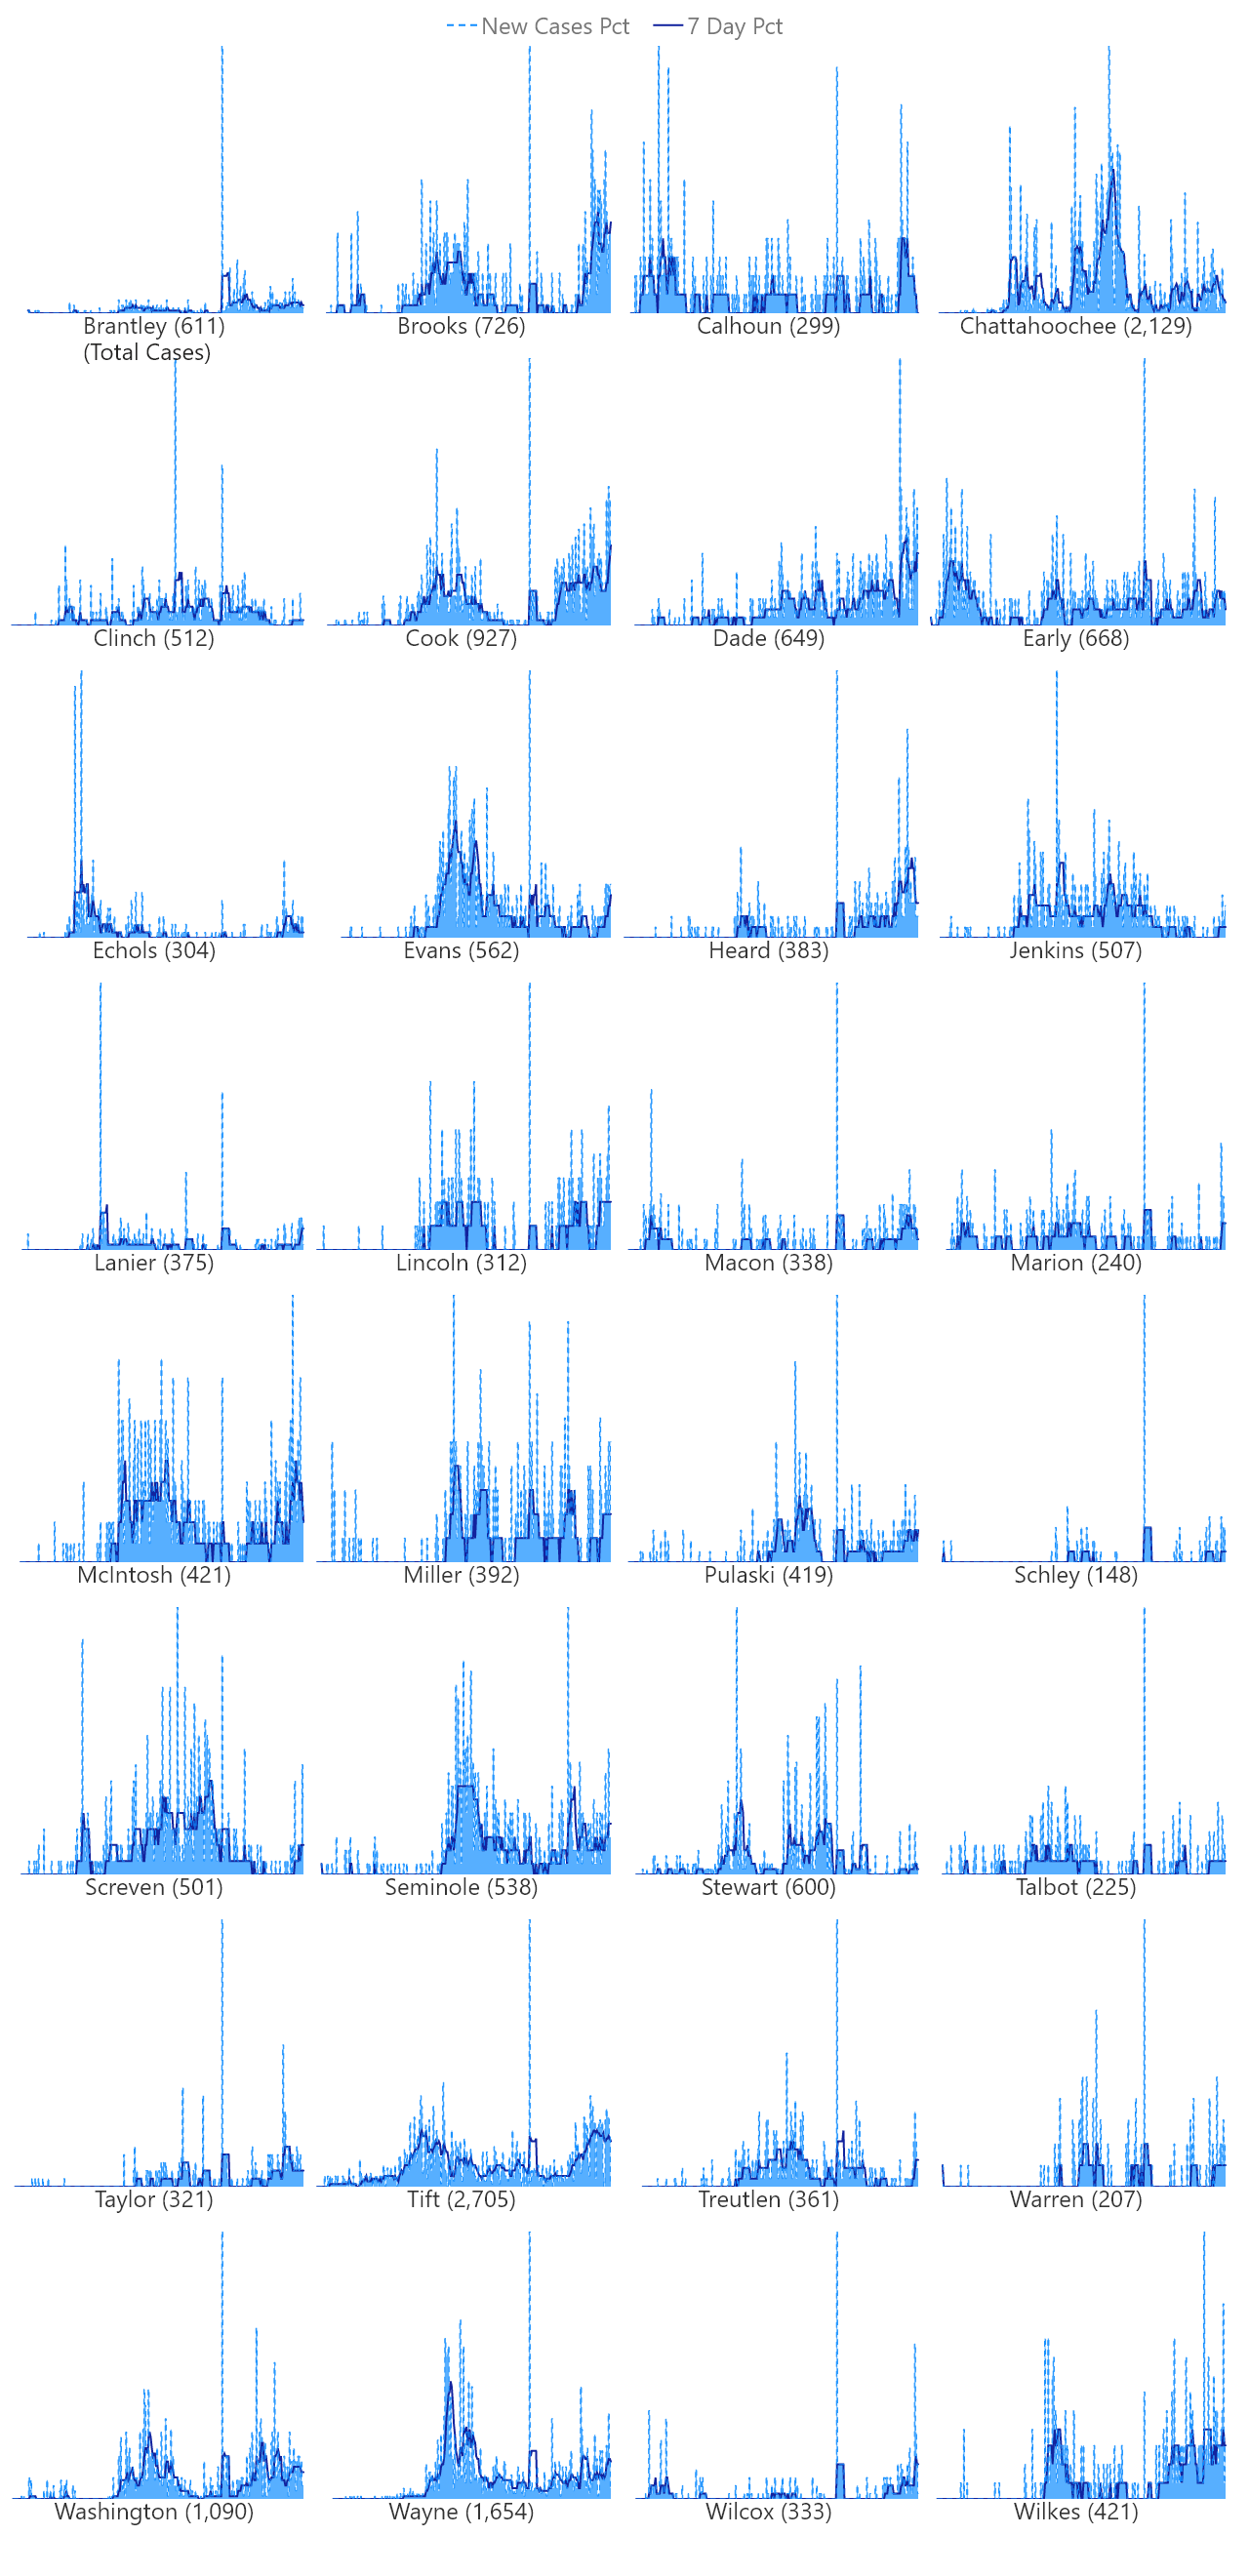 New Cases Pct 7 Day Pct
Brantley (611) Brooks (726) Calhoun (299) Chattahoochee (2,129)
(Total Cases)
Clinch (512) Cook (927) Dade (649) Early (668)
Echols (304) Evans (562) Heard (383) Jenkins (507)
Lanier (375) Lincoln (312) Macon (338) Marion (240)
McIntosh (421) Miller (392) Pulaski (419) Schley (148)
Screven (501) Seminole (538) Stewart (600) Talbot (225)
Taylor (321) Tift (2,705) Treutlen (361) Warren (207)
Washington (1,090) Wayne (1,654) Wilcox (333) Wilkes (421)